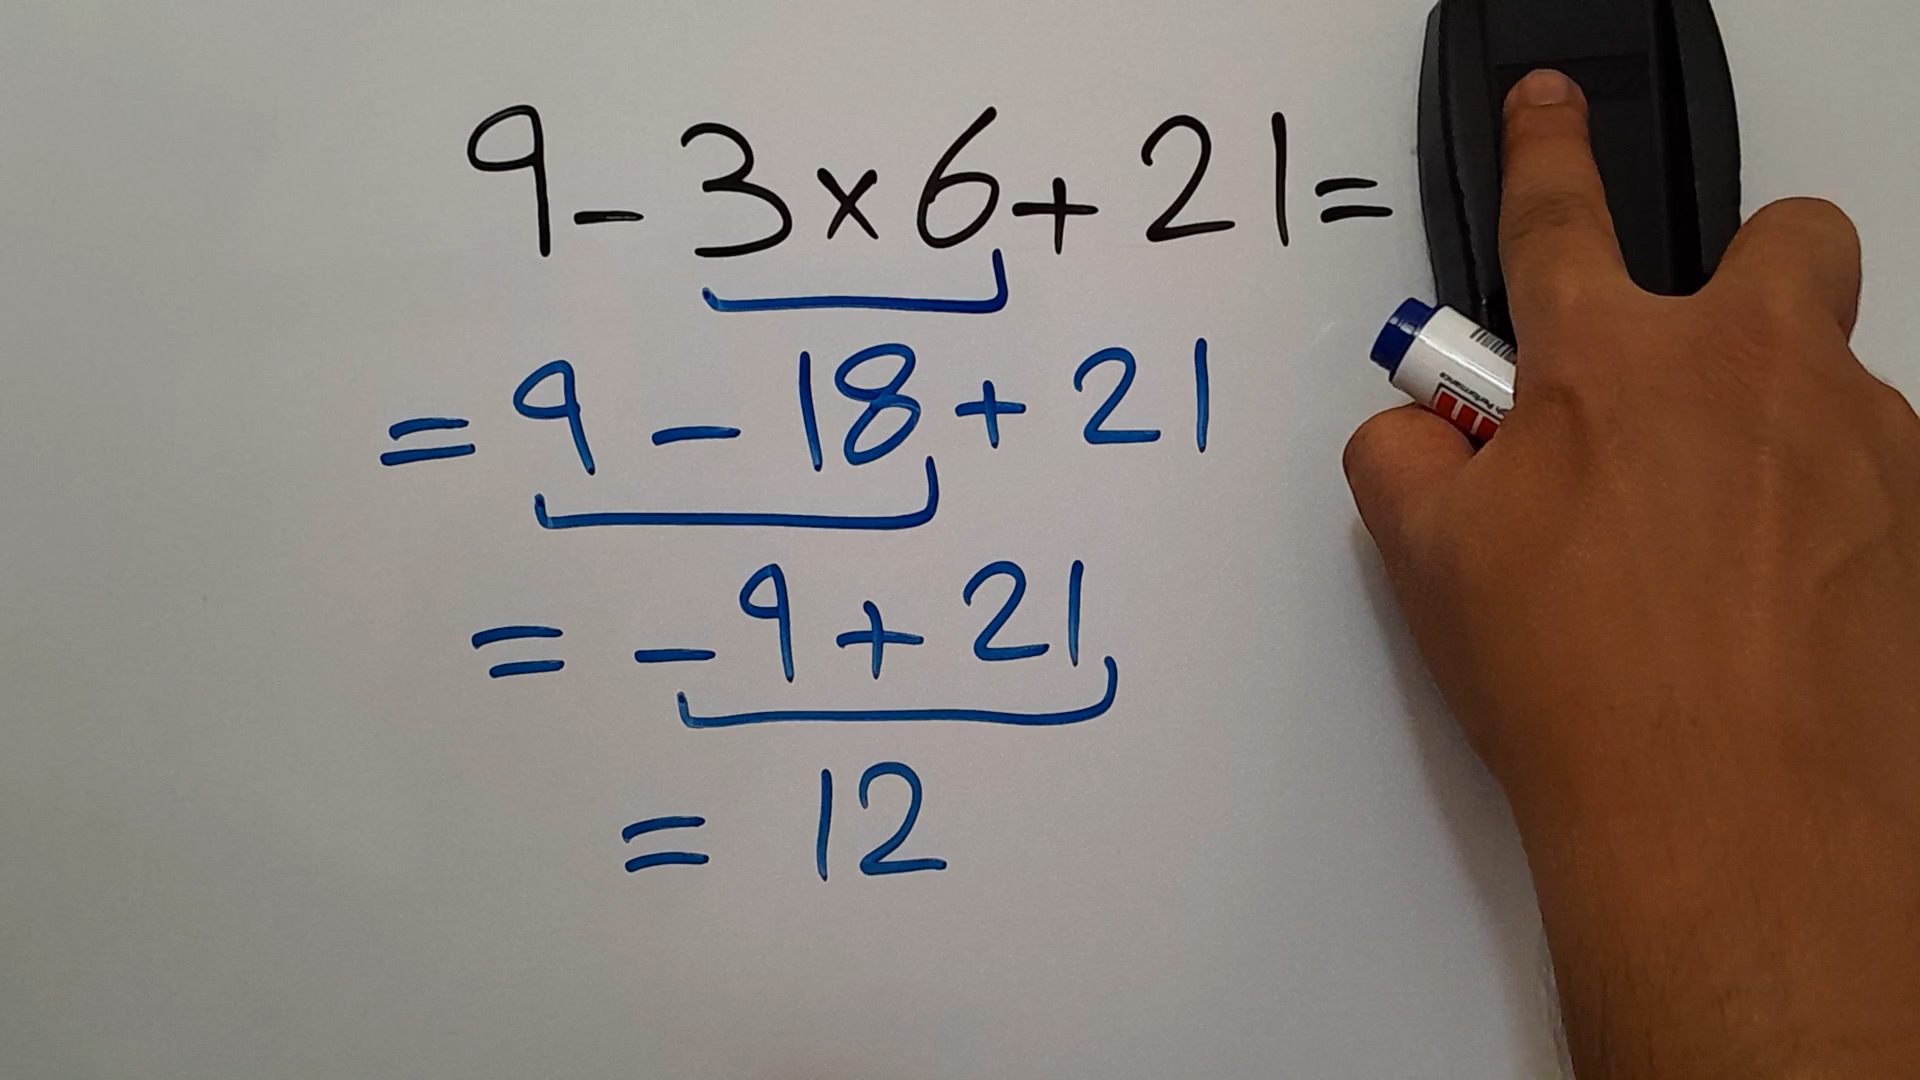 9 - 3 × 6 + 21 =
= 9 - 18 + 21
= - 9 + 21
= 12